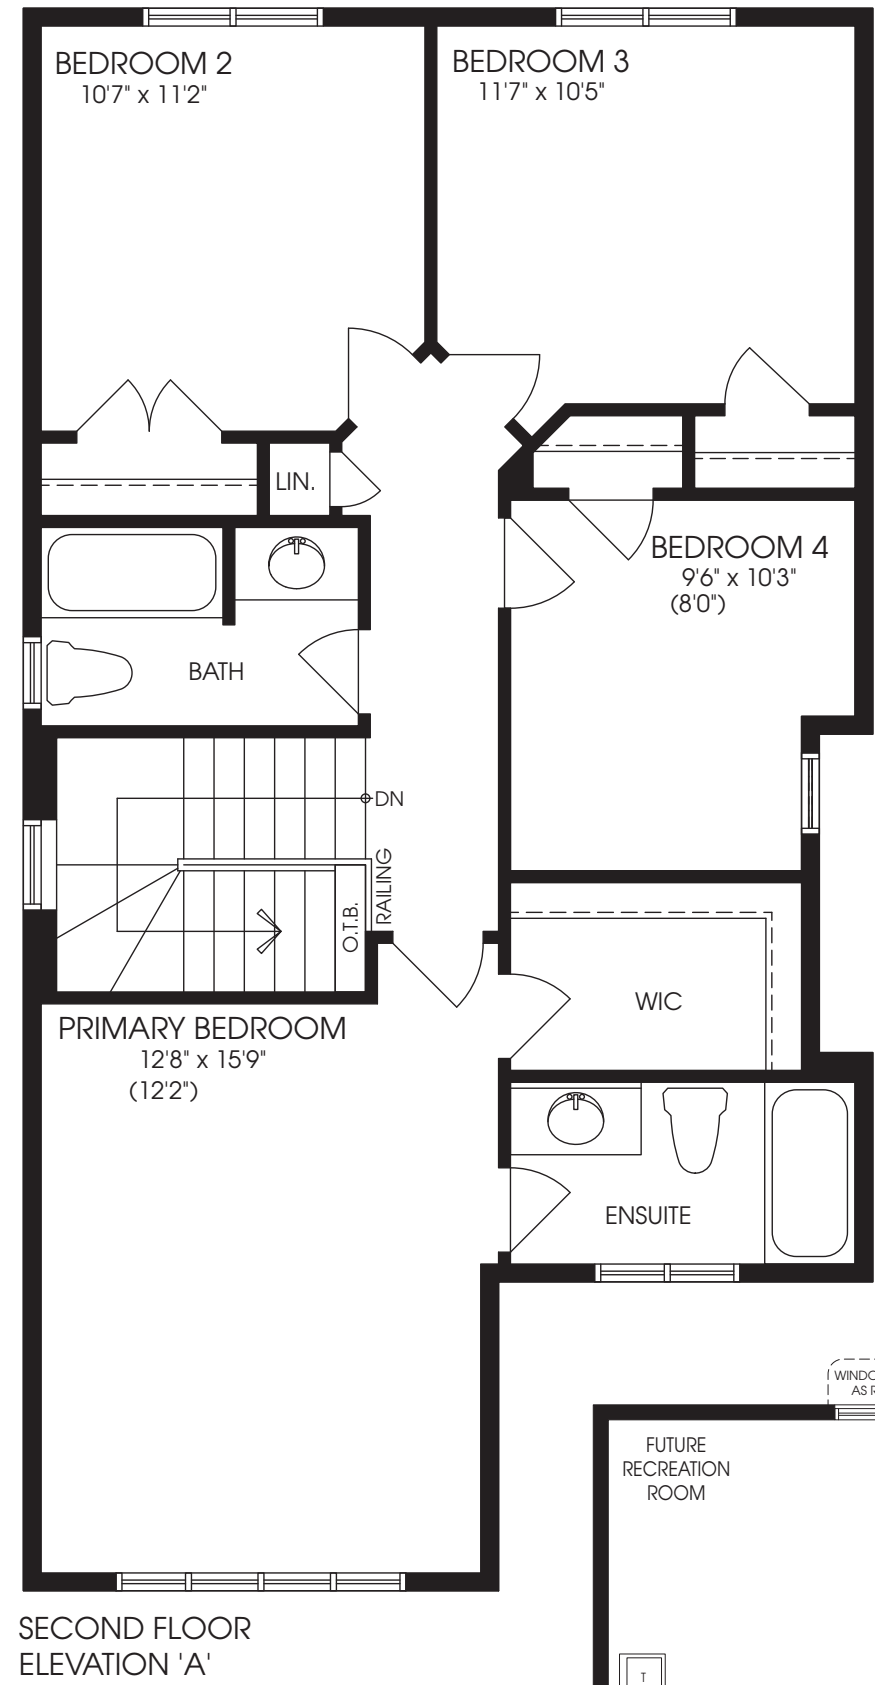 BEDROOM 2
10'7" x 11'2"
BEDROOM 3
11'7" x 10'5"
LIN.
BEDROOM 4
9'6" x 10'3"
(8'0")
BATH
DN
RAILING
O.T.B.
WIC
PRIMARY BEDROOM
12'8" x 15'9"
(12'2")
ENSUITE
AS
FUTURE
RECREATION
ROOM
SECOND FLOOR
ELEVATION 'A'
T